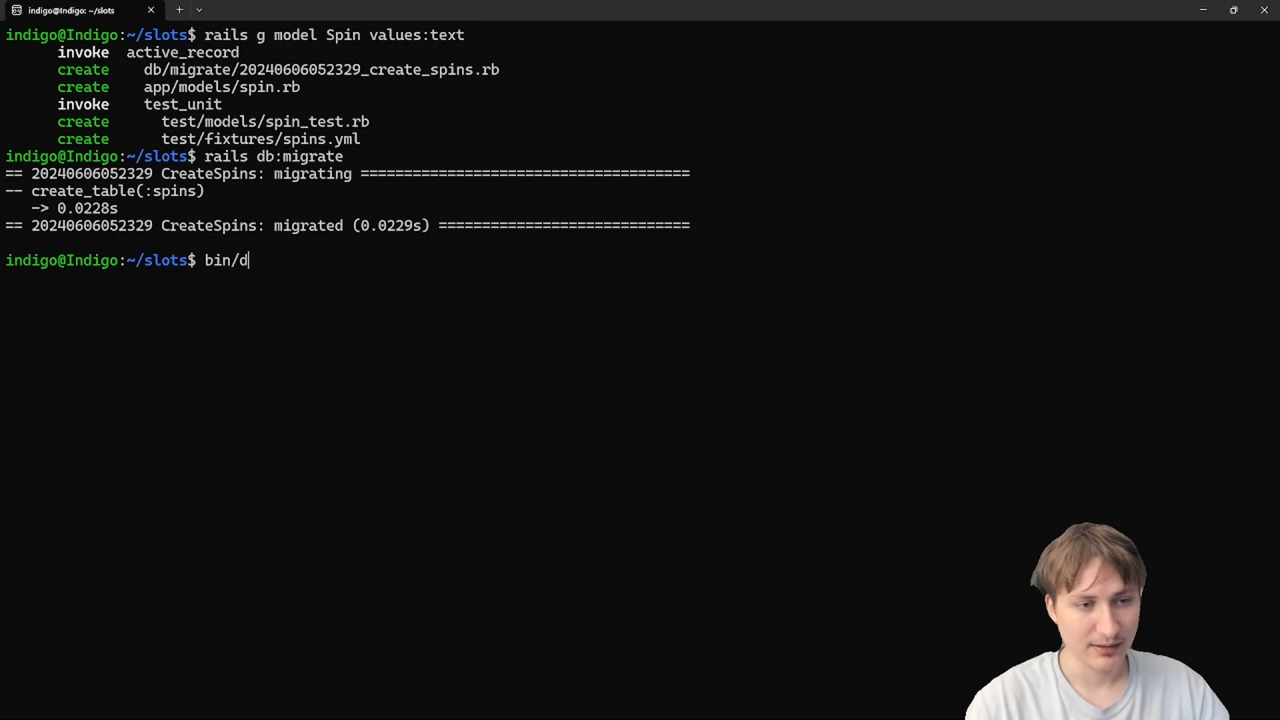 indigo@Indigo: ~/slots
indigo@Indigo:~/slots$ rails g model Spin values:text
invoke active_record
create db/migrate/20240606052329_create_spins.rb
create app/models/spin.rb
invoke test_unit
create test/models/spin_test.rb
create test/fixtures/spins.yml
indigo@Indigo:~/slots$ rails db:migrate
== 20240606052329 CreateSpins: migrating ======================================
-- create_table(:spins)
-> 0.0228s
== 20240606052329 CreateSpins: migrated (0.0229s) =============================
indigo@Indigo:~/slots$ bin/d